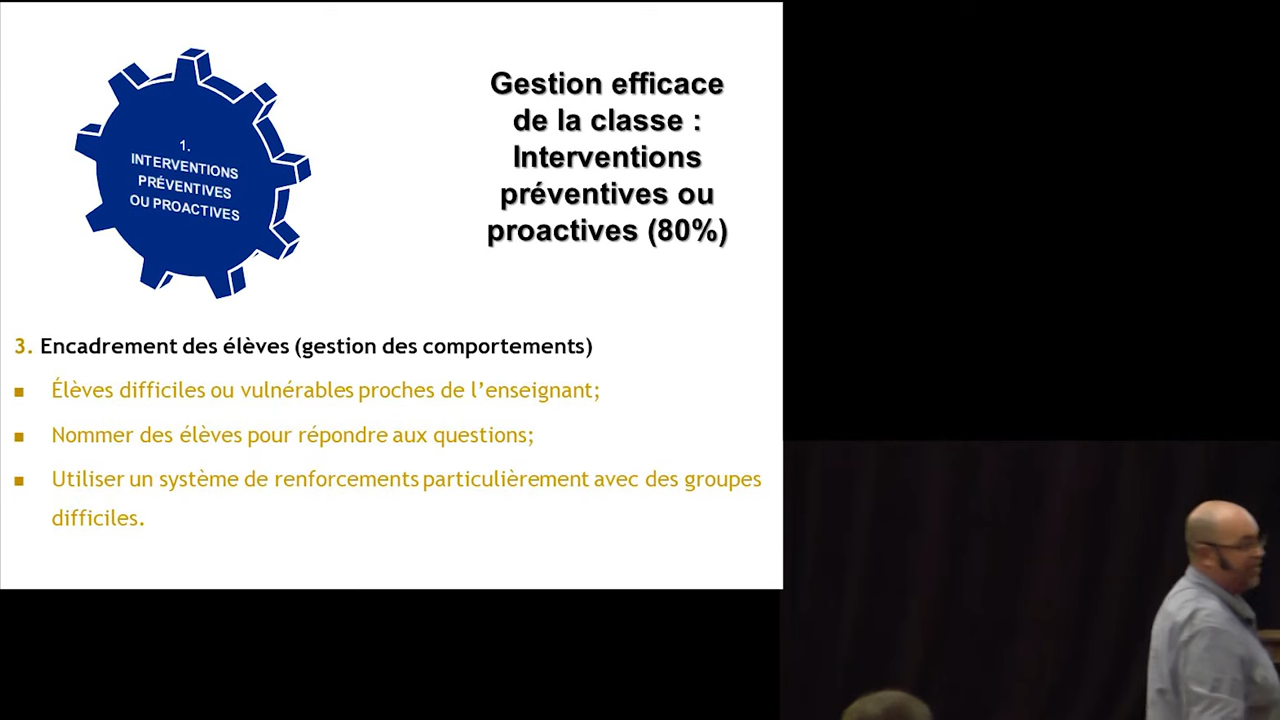 1.
INTERVENTIONS
PRÉVENTIVES
OU PROACTIVES
Gestion efficace
de la classe :
Interventions
préventives ou
proactives (80%)
3. Encadrement des élèves (gestion des comportements)
▪ Élèves difficiles ou vulnérables proches de l’enseignant;
▪ Nommer des élèves pour répondre aux questions;
▪ Utiliser un système de renforcements particulièrement avec des groupes
difficiles.